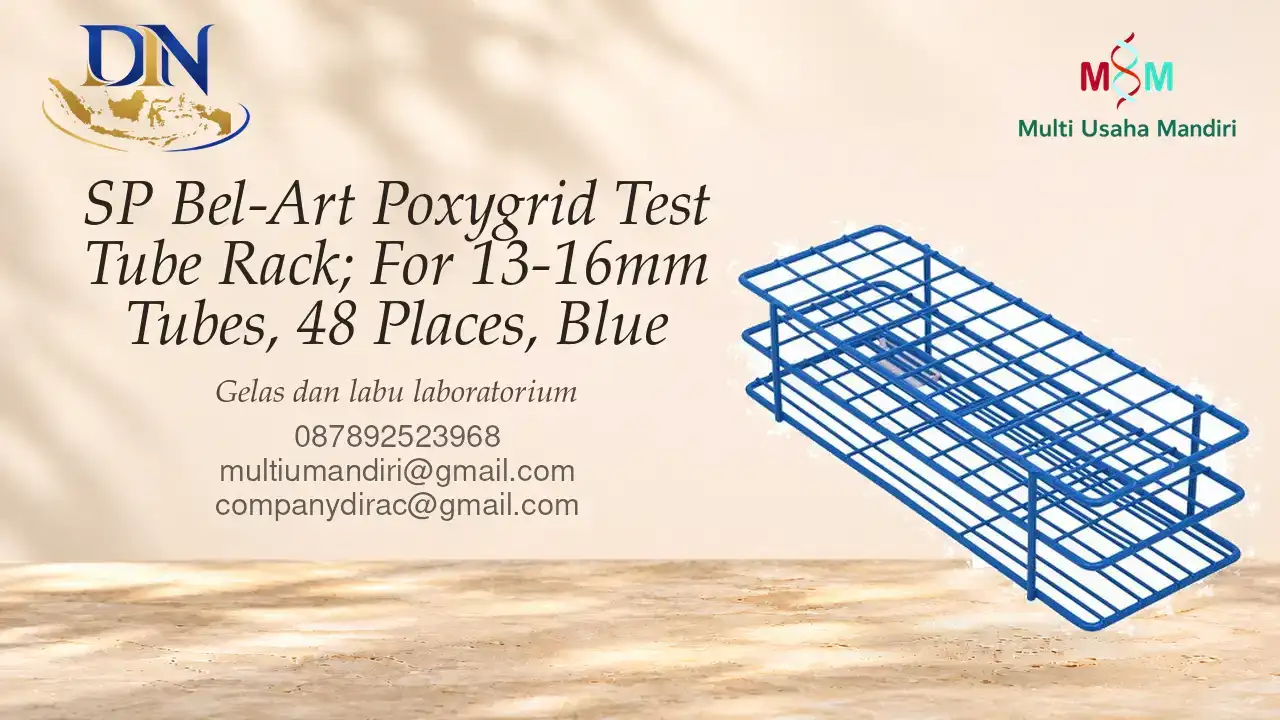 DN
M M
Multi Usaha Mandiri
SP Bel-Art Poxygrid Test
Tube Rack; For 13-16mm
Tubes, 48 Places, Blue
Gelas dan labu laboratorium
087892523968
multiumandiri@gmail.com
companydirac@gmail.com